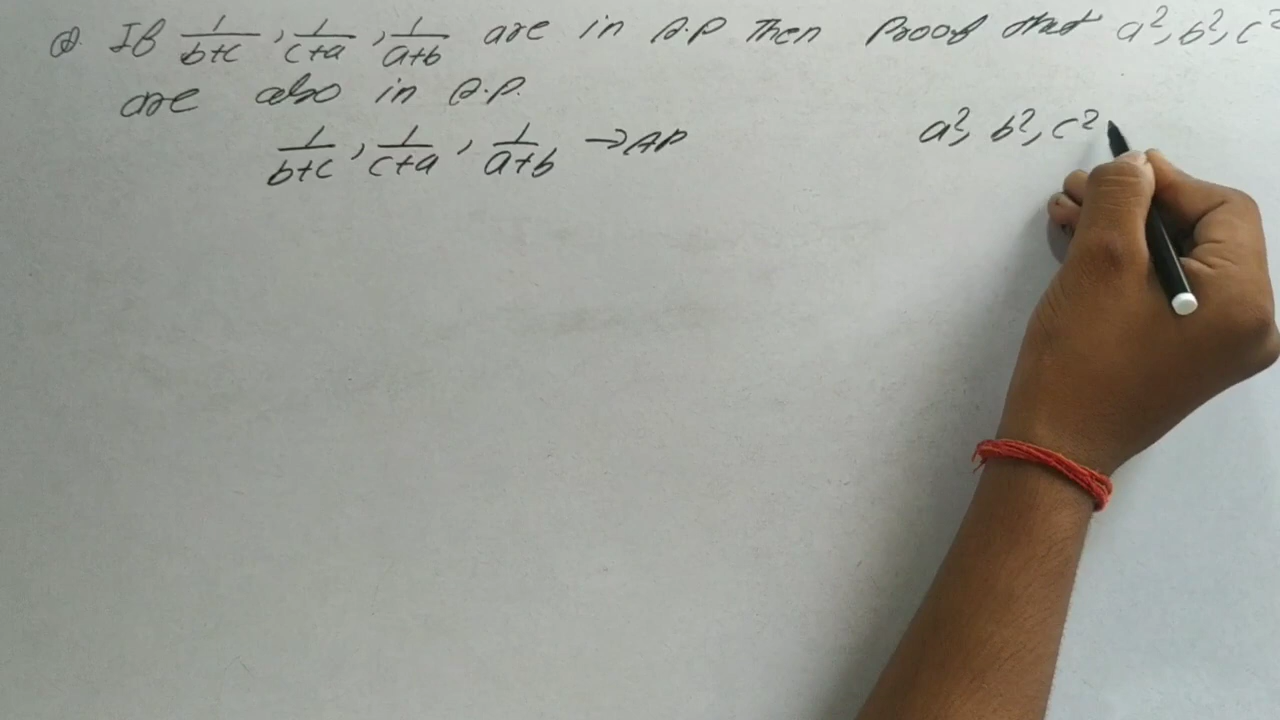 Q. If 1/(b+c), 1/(c+a), 1/(a+b) are in A.P Then Proof that a², b², c²
are also in A.P.
1/(b+c), 1/(c+a), 1/(a+b) → AP
a², b², c²